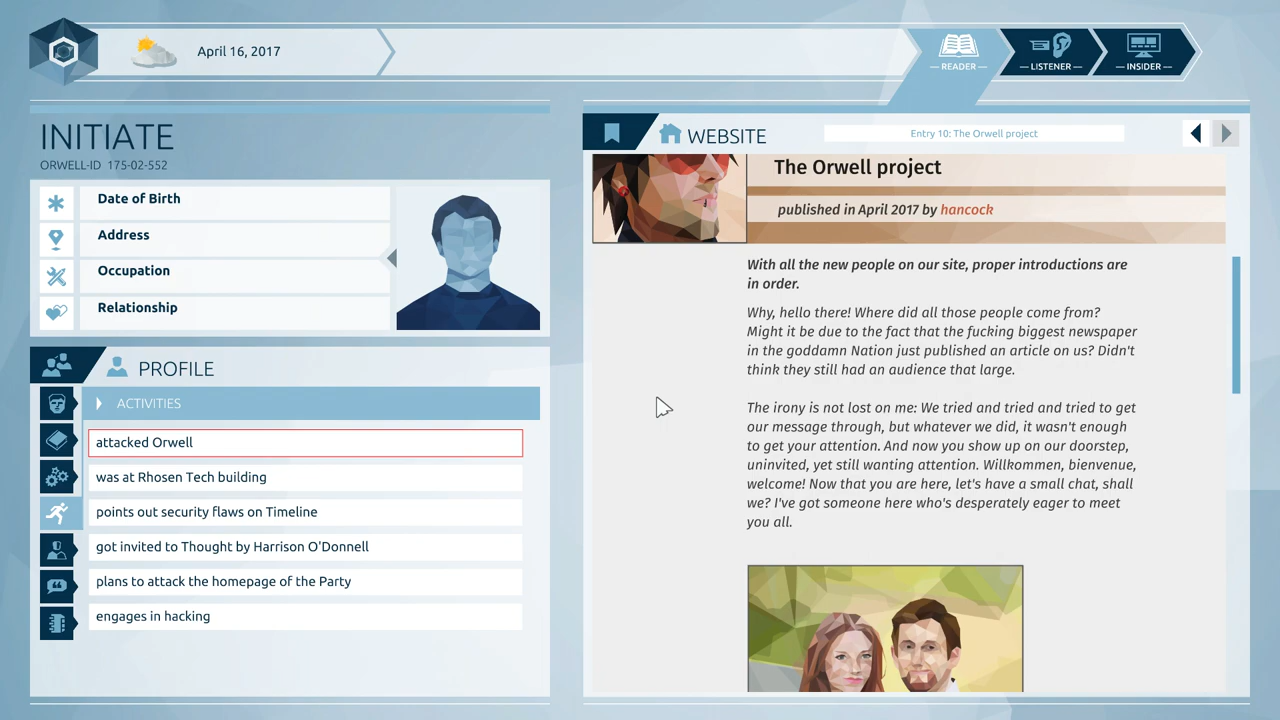 April 16, 2017
— READER —
— LISTENER —
— INSIDER —
INITIATE
ORWELL-ID 175-02-552
Date of Birth
Address
Occupation
Relationship
PROFILE
ACTIVITIES
attacked Orwell
was at Rhosen Tech building
points out security flaws on Timeline
got invited to Thought by Harrison O'Donnell
plans to attack the homepage of the Party
engages in hacking
WEBSITE
Entry 10: The Orwell project
The Orwell project
published in April 2017 by hancock
With all the new people on our site, proper introductions are
in order.
Why, hello there! Where did all those people come from?
Might it be due to the fact that the fucking biggest newspaper
in the goddamn Nation just published an article on us? Didn't
think they still had an audience that large.
The irony is not lost on me: We tried and tried and tried to get
our message through, but whatever we did, it wasn't enough
to get your attention. And now you show up on our doorstep,
uninvited, yet still wanting attention. Willkommen, bienvenue,
welcome! Now that you are here, let's have a small chat, shall
we? I've got someone here who's desperately eager to meet
you all.